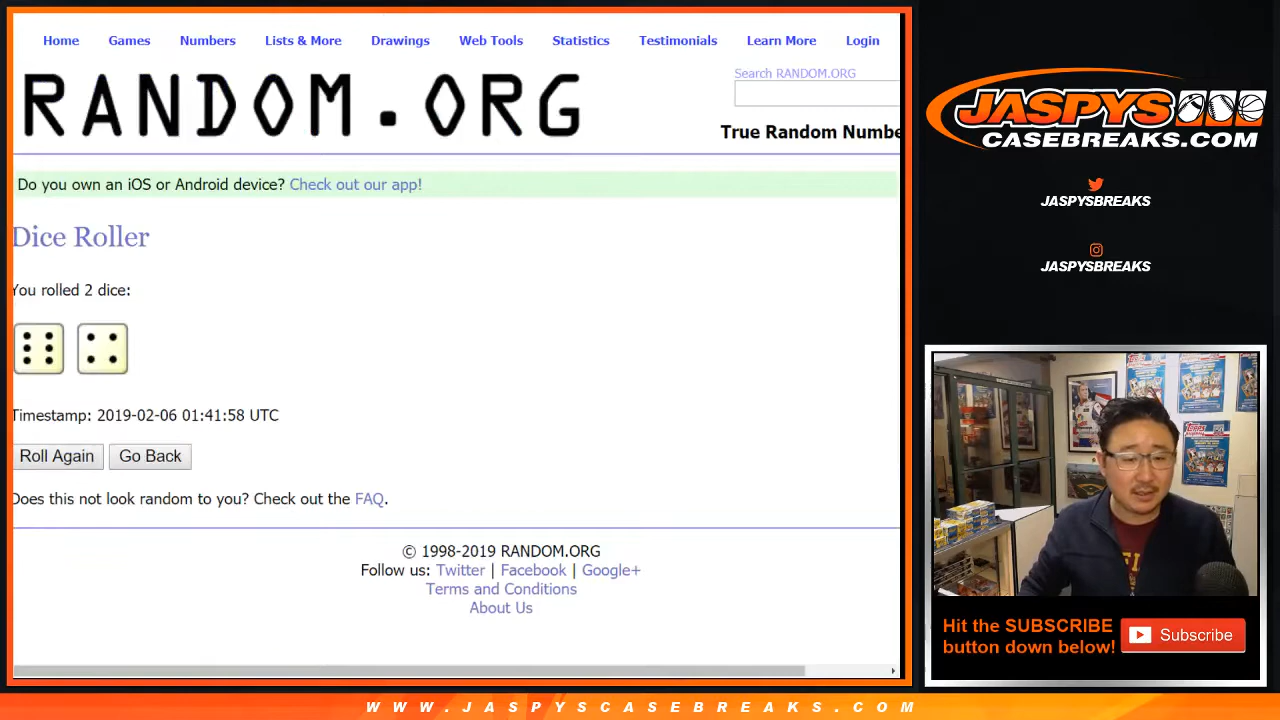 Home Games Numbers Lists & More Drawings Web Tools Statistics Testimonials Learn More Login
RANDOM.ORG
Search RANDOM.ORG
True Random Numbe
Do you own an iOS or Android device? Check out our app!
Dice Roller
You rolled 2 dice:
Timestamp: 2019-02-06 01:41:58 UTC
Roll Again Go Back
Does this not look random to you? Check out the FAQ.
© 1998-2019 RANDOM.ORG
Follow us: Twitter | Facebook | Google+
Terms and Conditions
About Us
JASPYS
CASEBREAKS.COM
JASPYSBREAKS
JASPYSBREAKS
Hit the SUBSCRIBE
button down below!
Subscribe
WWW.JASPYSCASEBREAKS.COM